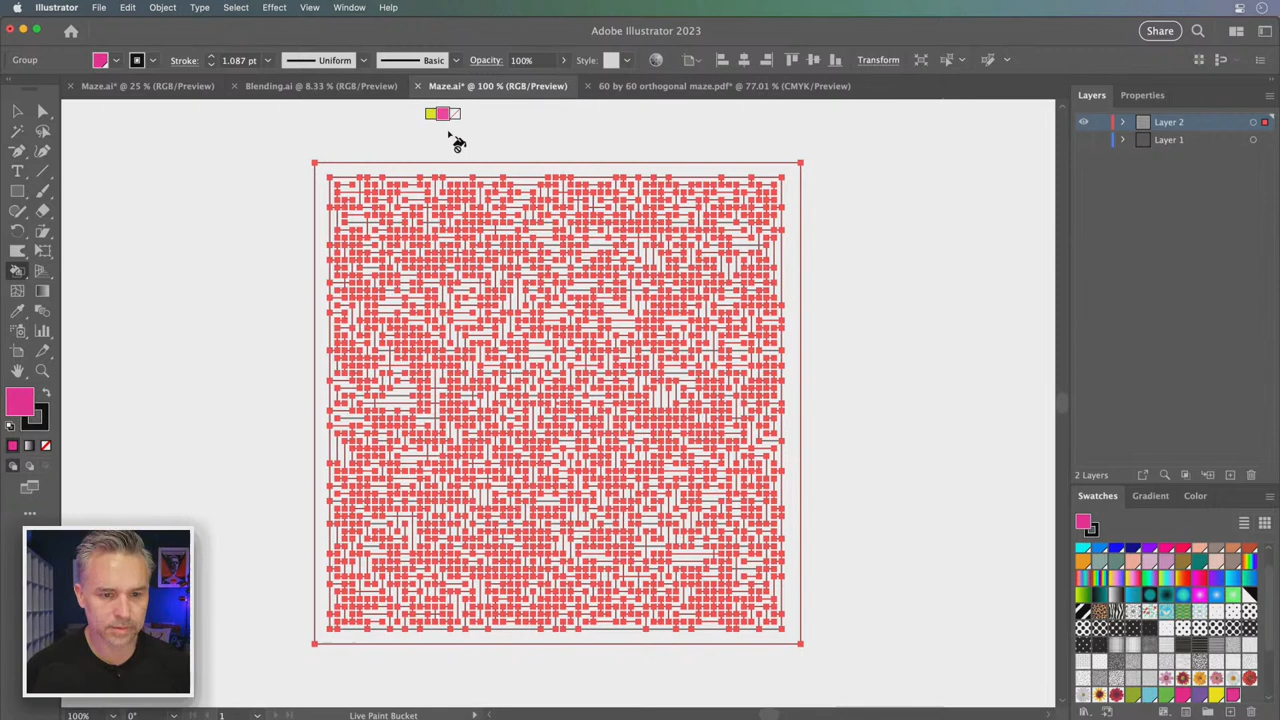 Illustrator File Edit Object Type Select Effect View Window Help
Adobe Illustrator 2023
Share
Group Stroke: 1.087 pt Uniform Basic Opacity: 100% Style: Transform
Maze.ai* @ 25 % (RGB/Preview) Blending.ai @ 8.33 % (RGB/Preview) Maze.ai* @ 100 % (RGB/Preview) 60 by 60 orthogonal maze.pdf* @ 77.01 % (CMYK/Preview)
Layers Properties
Layer 2
Layer 1
2 Layers
Swatches Gradient Color
100% 0° 1 Live Paint Bucket